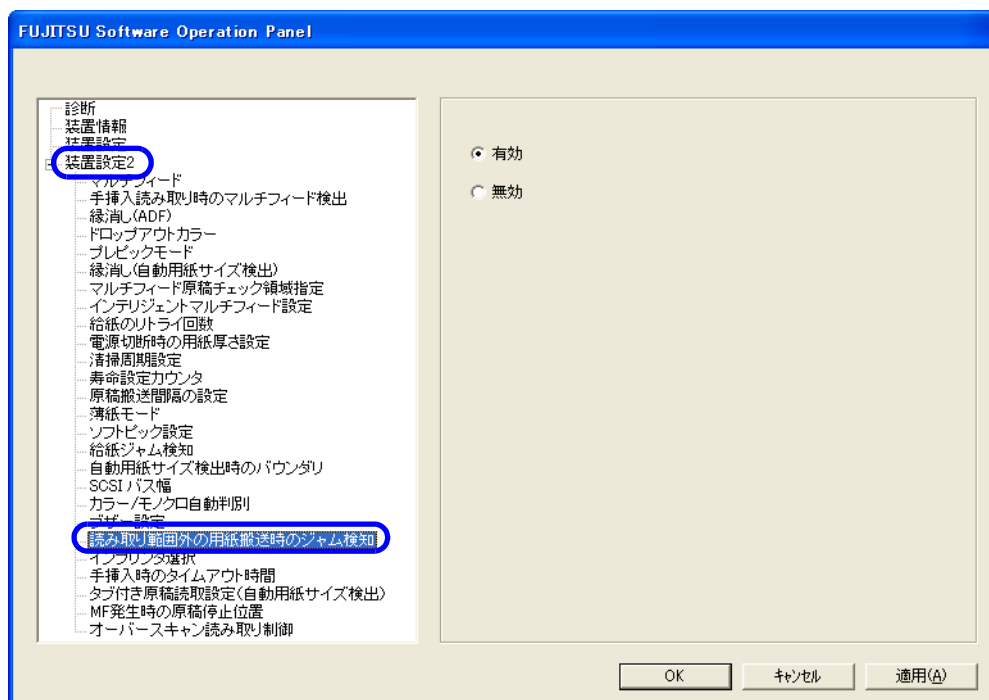 FUJITSU Software Operation Panel
診断
装置情報
装置設定
装置設定2
マルチフィード
手挿入読み取り時のマルチフィード検出
縁消し(ADF)
ドロップアウトカラー
プレピックモード
縁消し(自動用紙サイズ検出)
マルチフィード原稿チェック領域指定
インテリジェントマルチフィード設定
給紙のリトライ回数
電源切断時の用紙厚さ設定
清掃周期設定
寿命設定カウンタ
原稿搬送間隔の設定
薄紙モード
ソフトピック設定
給紙ジャム検知
自動用紙サイズ検出時のバウンダリ
SCSI バス幅
カラー/モノクロ自動判別
ブザー設定
読み取り範囲外の用紙搬送時のジャム検知
インプリンタ選択
手挿入時のタイムアウト時間
タブ付き原稿読取設定(自動用紙サイズ検出)
MF発生時の原稿停止位置
オーバースキャン読み取り制御
有効
無効
OK
キャンセル
適用(A)